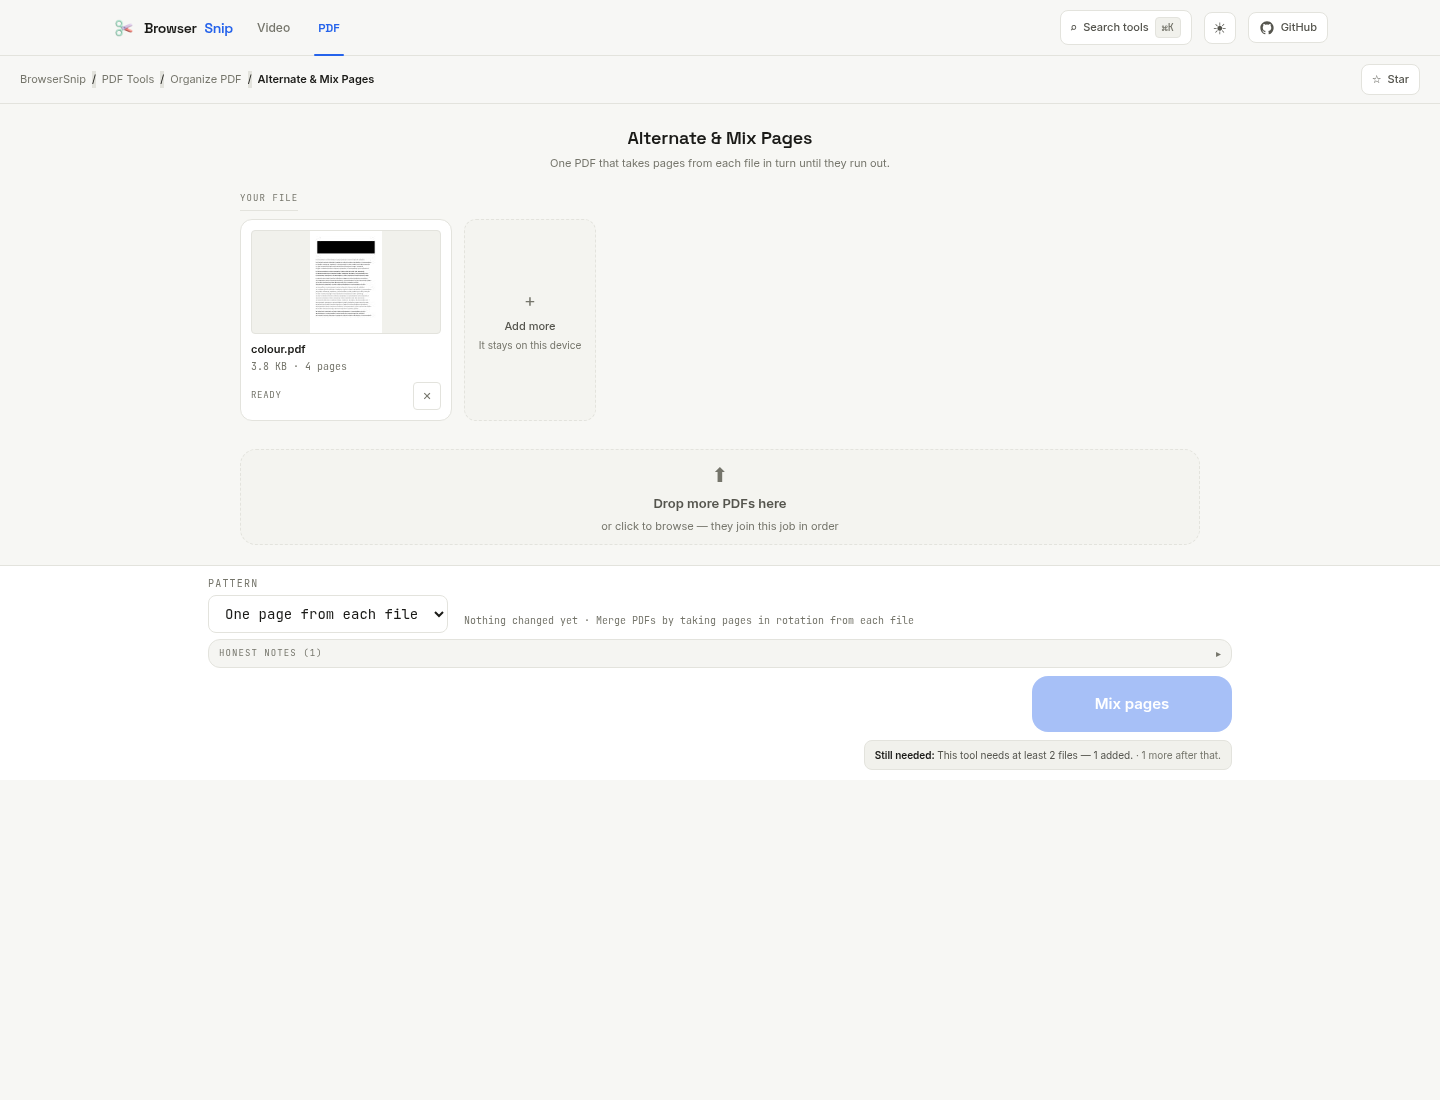 Browser Snip Video PDF Search tools ⌘K GitHub
BrowserSnip / PDF Tools / Organize PDF / Alternate & Mix Pages ☆ Star
Alternate & Mix Pages
One PDF that takes pages from each file in turn until they run out.
YOUR FILE
colour.pdf
3.8 KB · 4 pages
READY ×
+
Add more
It stays on this device
Drop more PDFs here
or click to browse — they join this job in order
PATTERN
One page from each file
Nothing changed yet · Merge PDFs by taking pages in rotation from each file
HONEST NOTES (1)
Mix pages
Still needed: This tool needs at least 2 files — 1 added. · 1 more after that.